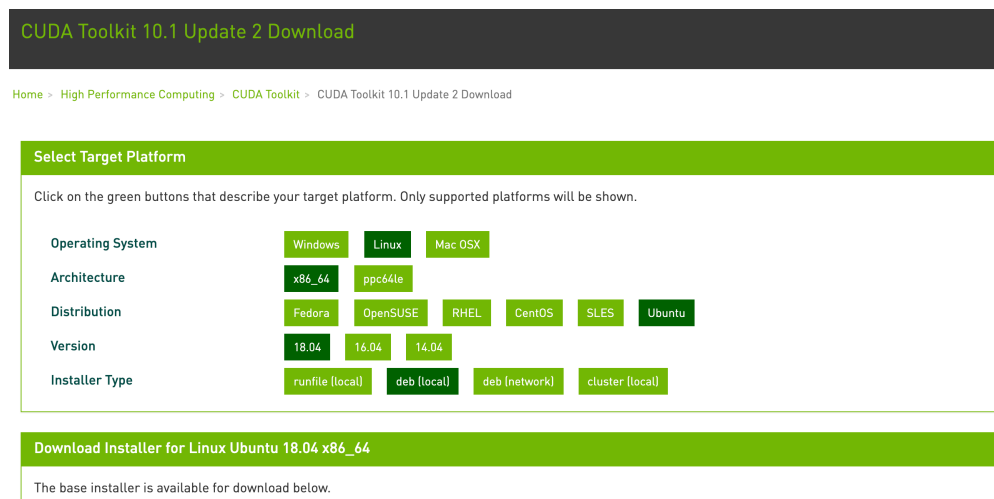 CUDA Toolkit 10.1 Update 2 Download
Home > High Performance Computing > CUDA Toolkit > CUDA Toolkit 10.1 Update 2 Download
Select Target Platform
Click on the green buttons that describe your target platform. Only supported platforms will be shown.
Operating System Windows Linux Mac OSX
Architecture x86_64 ppc64le
Distribution Fedora OpenSUSE RHEL CentOS SLES Ubuntu
Version 18.04 16.04 14.04
Installer Type runfile (local) deb (local) deb (network) cluster (local)
Download Installer for Linux Ubuntu 18.04 x86_64
The base installer is available for download below.